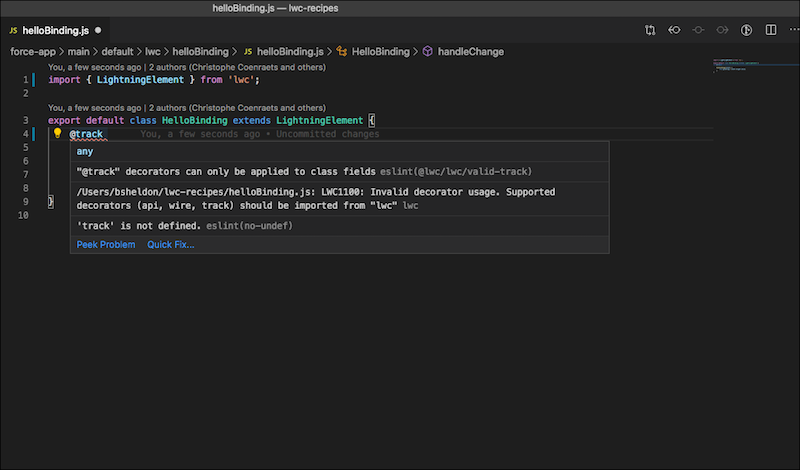 helloBinding.js — lwc-recipes
JS helloBinding.js
force-app > main > default > lwc > helloBinding > JS helloBinding.js > HelloBinding > handleChange
You, a few seconds ago | 2 authors (Christophe Coenraets and others)
1 import { LightningElement } from 'lwc';
2
You, a few seconds ago | 2 authors (Christophe Coenraets and others)
3 export default class HelloBinding extends LightningElement {
4 @track You, a few seconds ago • Uncommitted changes
5
any
6
"@track" decorators can only be applied to class fields eslint(@lwc/lwc/valid-track)
7
8
/Users/bsheldon/lwc-recipes/helloBinding.js: LWC1100: Invalid decorator usage. Supported
9 }
decorators (api, wire, track) should be imported from "lwc" lwc
10
'track' is not defined. eslint(no-undef)
Peek Problem Quick Fix...